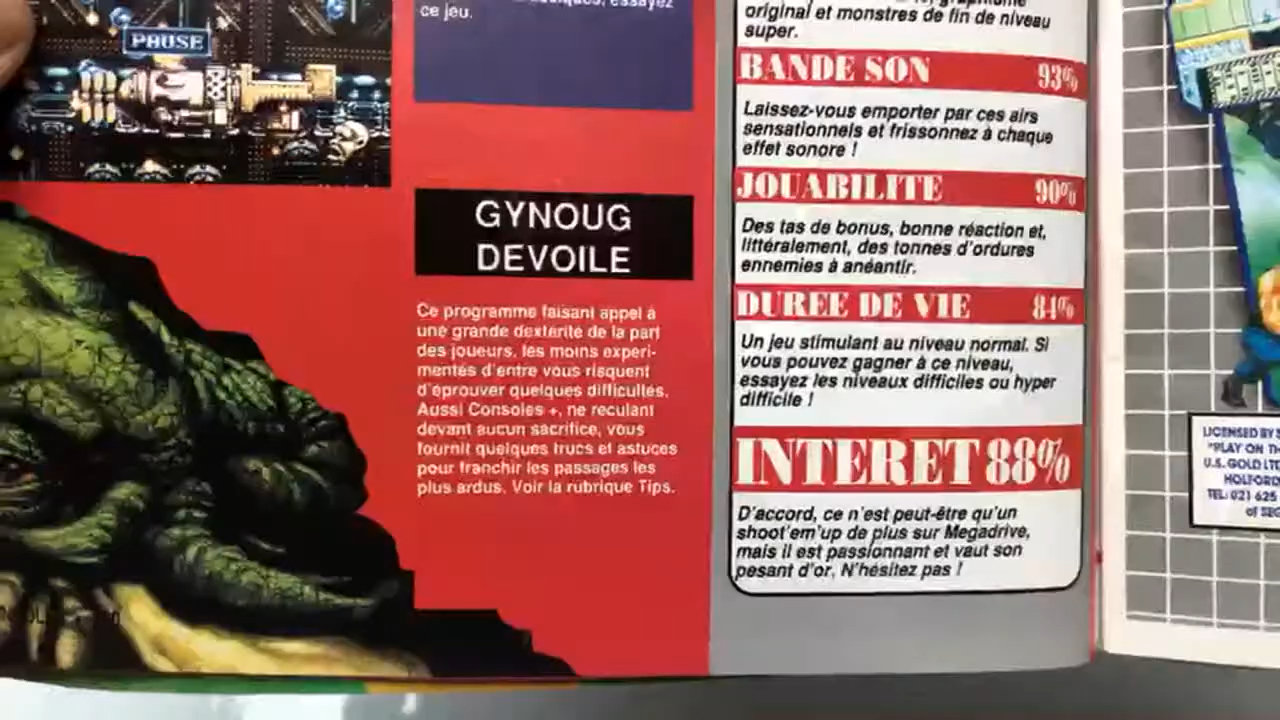 PAUSE
essayez
ce jeu.
GYNOUG
DEVOILE
Ce programme faisant appel à
une grande dextérité de la part
des joueurs, les moins expéri-
mentés d'entre vous risquent
d'éprouver quelques difficultés.
Aussi Consoles +, ne reculant
devant aucun sacrifice, vous
fournit quelques trucs et astuces
pour franchir les passages les
plus ardus. Voir la rubrique Tips.
original et monstres de fin de niveau
super.
BANDE SON 93%
Laissez-vous emporter par ces airs
sensationnels et frissonnez à chaque
effet sonore !
JOUABILITE 90%
Des tas de bonus, bonne réaction et,
littéralement, des tonnes d'ordures
ennemies à anéantir.
DUREE DE VIE 84%
Un jeu stimulant au niveau normal. Si
vous pouvez gagner à ce niveau,
essayez les niveaux difficiles ou hyper
difficile !
INTERET 88%
D'accord, ce n'est peut-être qu'un
shoot'em'up de plus sur Megadrive,
mais il est passionnant et vaut son
pesant d'or. N'hésitez pas !
LICENSED BY
"PLAY ON
U.S. GOLD
HOLFORD
TEL: 021 625
of